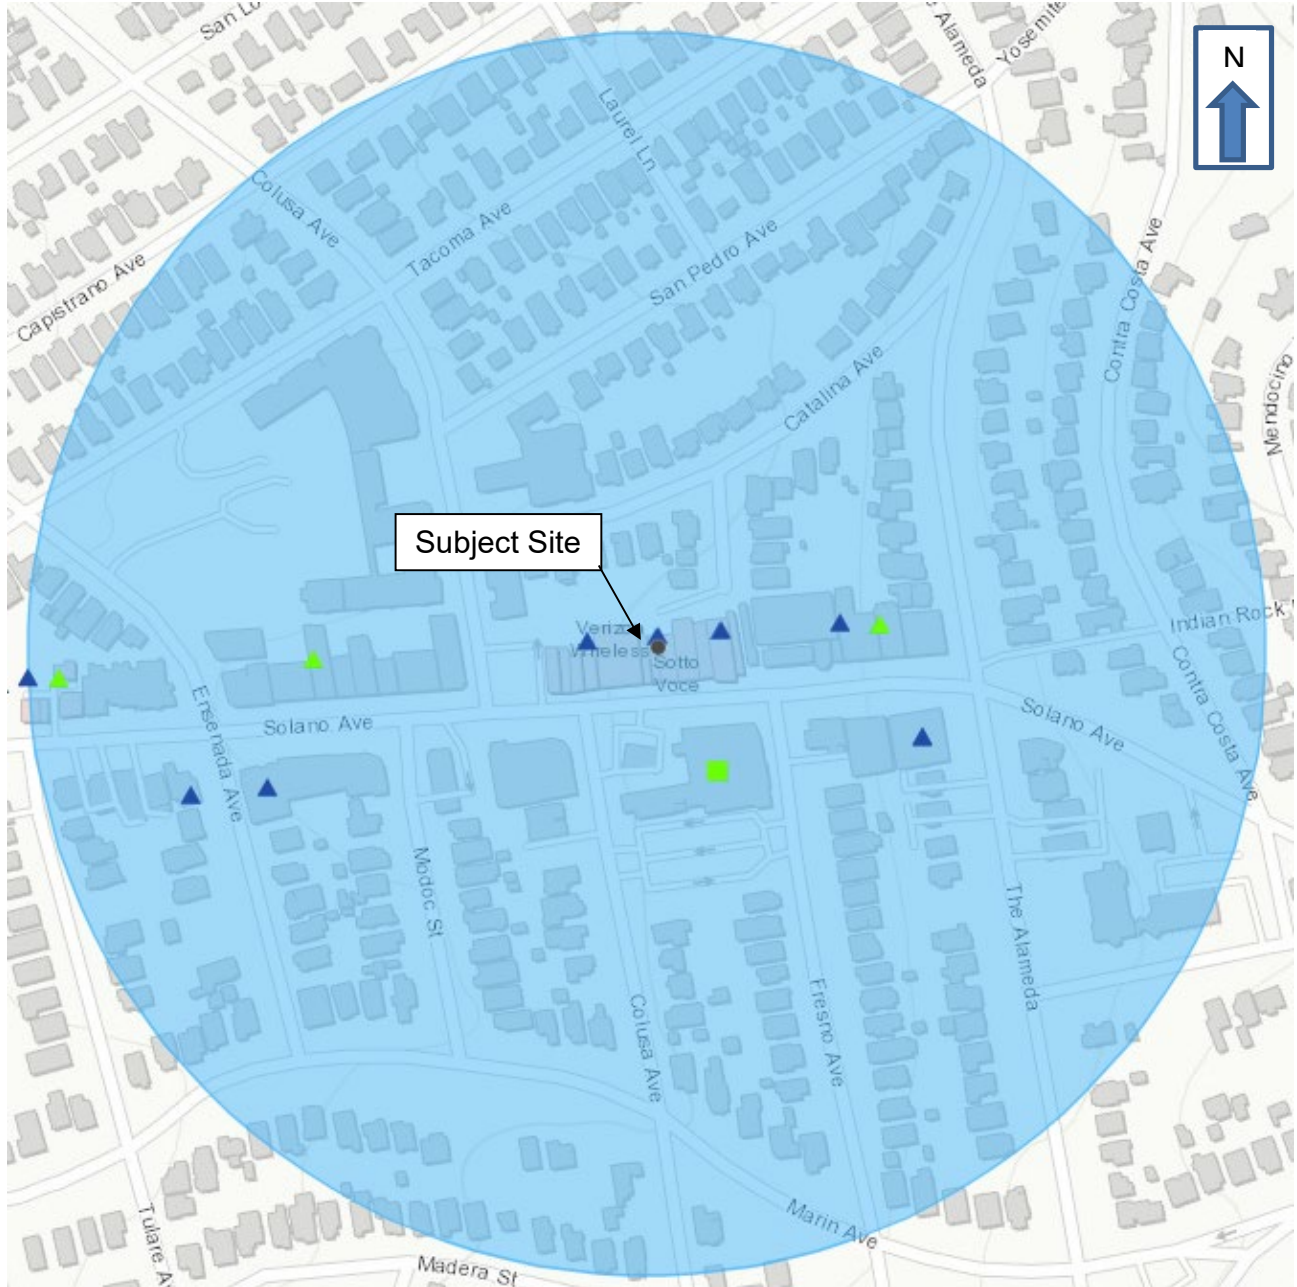 San Lo
e Alameda
Yosemite
N
Laurel Ln
Colusa Ave
Tacoma Ave
San Pedro Ave
Contra Costa Ave
Capistrano Ave
Catalina Ave
Mendocino
Subject Site
Indian Rock
Veriz
Wireless
Sotto
Voce
Ensenada Ave
Solano Ave
Solano Ave
Contra Costa Ave
Modoc St
The Alameda
Colusa Ave
Fresno Ave
Marin Ave
Tulare A
Madera St